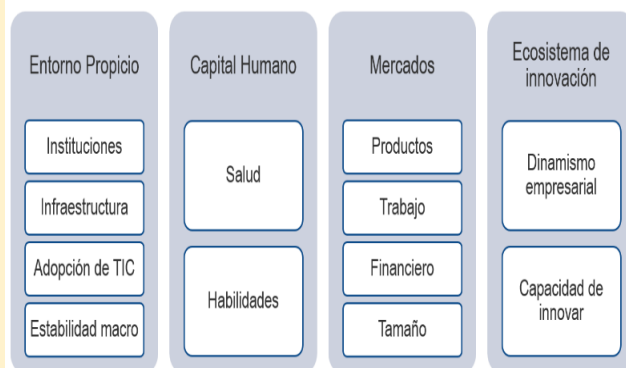 Entorno Propicio
Instituciones
Infraestructura
Adopción de TIC
Estabilidad macro
Capital Humano
Salud
Habilidades
Mercados
Productos
Trabajo
Financiero
Tamaño
Ecosistema de
innovación
Dinamismo
empresarial
Capacidad de
innovar